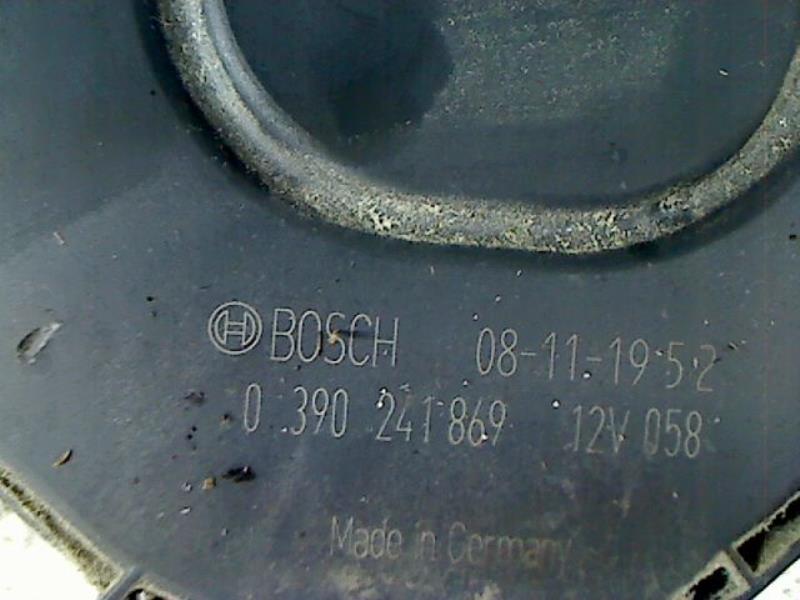 BOSCH 08-11-19 5 2
0 390 241 869 12V 058
Made in Germany